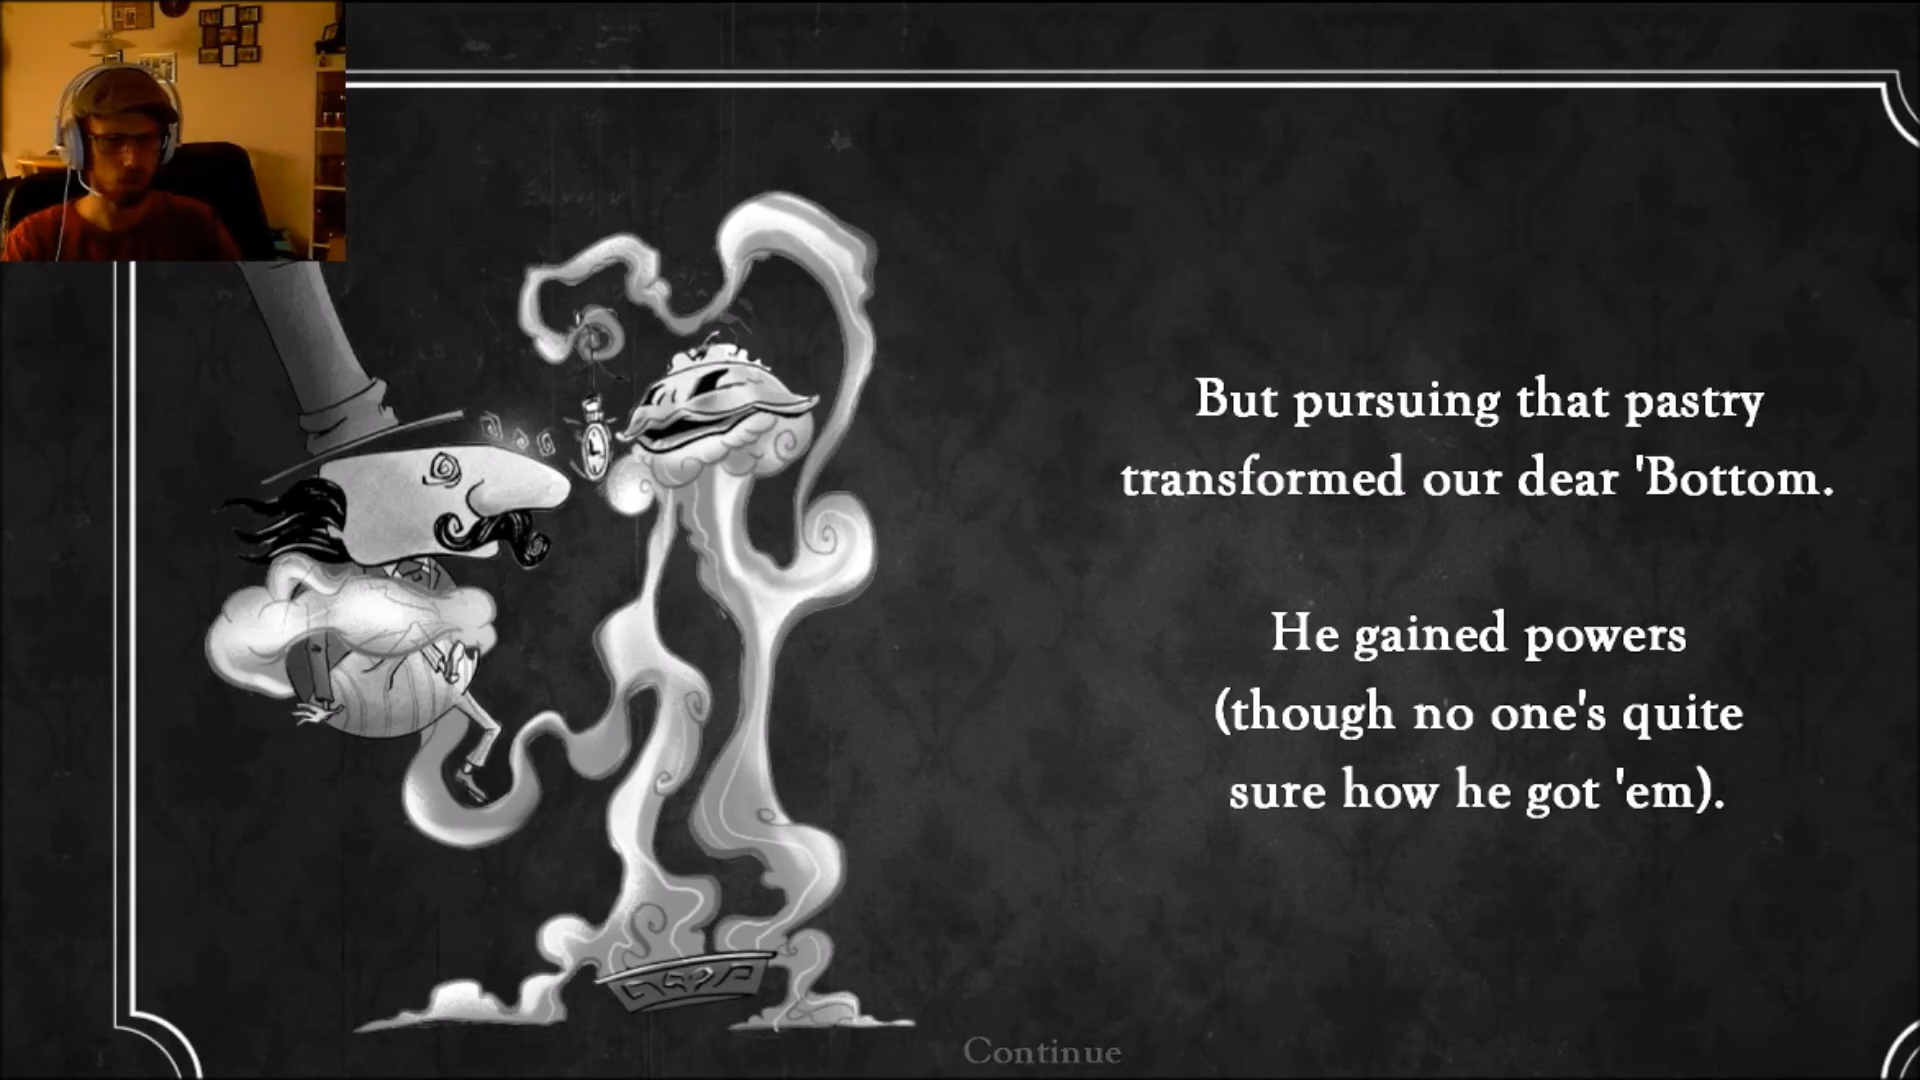 But pursuing that pastry
transformed our dear 'Bottom.
He gained powers
(though no one's quite
sure how he got 'em).
Continue